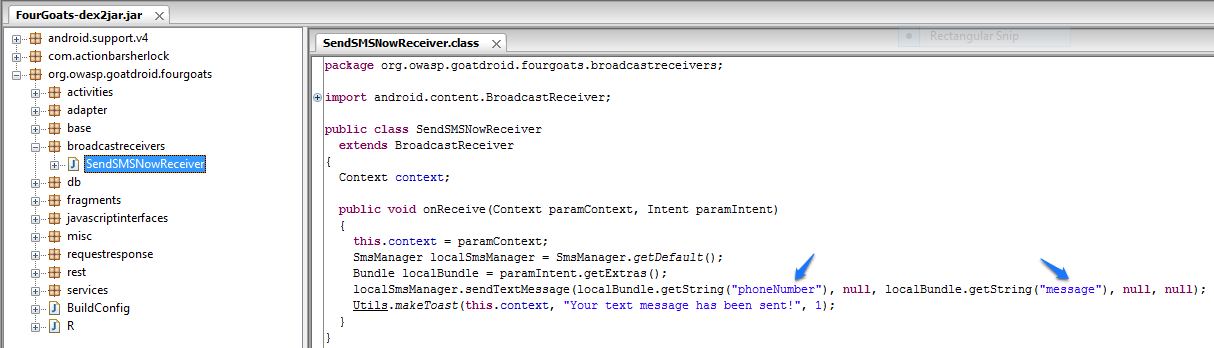 FourGoats-dex2jar.jar
Rectangular Snip
android.support.v4
com.actionbarsherlock
org.owasp.goatdroid.fourgoats
activities
adapter
base
broadcastreceivers
SendSMSNowReceiver
db
fragments
javascriptinterfaces
misc
requestresponse
rest
services
BuildConfig
R
SendSMSNowReceiver.class
package org.owasp.goatdroid.fourgoats.broadcastreceivers;
import android.content.BroadcastReceiver;
public class SendSMSNowReceiver
extends BroadcastReceiver
{
Context context;
public void onReceive(Context paramContext, Intent paramIntent)
{
this.context = paramContext;
SmsManager localSmsManager = SmsManager.getDefault();
Bundle localBundle = paramIntent.getExtras();
localSmsManager.sendTextMessage(localBundle.getString("phoneNumber"), null, localBundle.getString("message"), null, null);
Utils.makeToast(this.context, "Your text message has been sent!", 1);
}
}